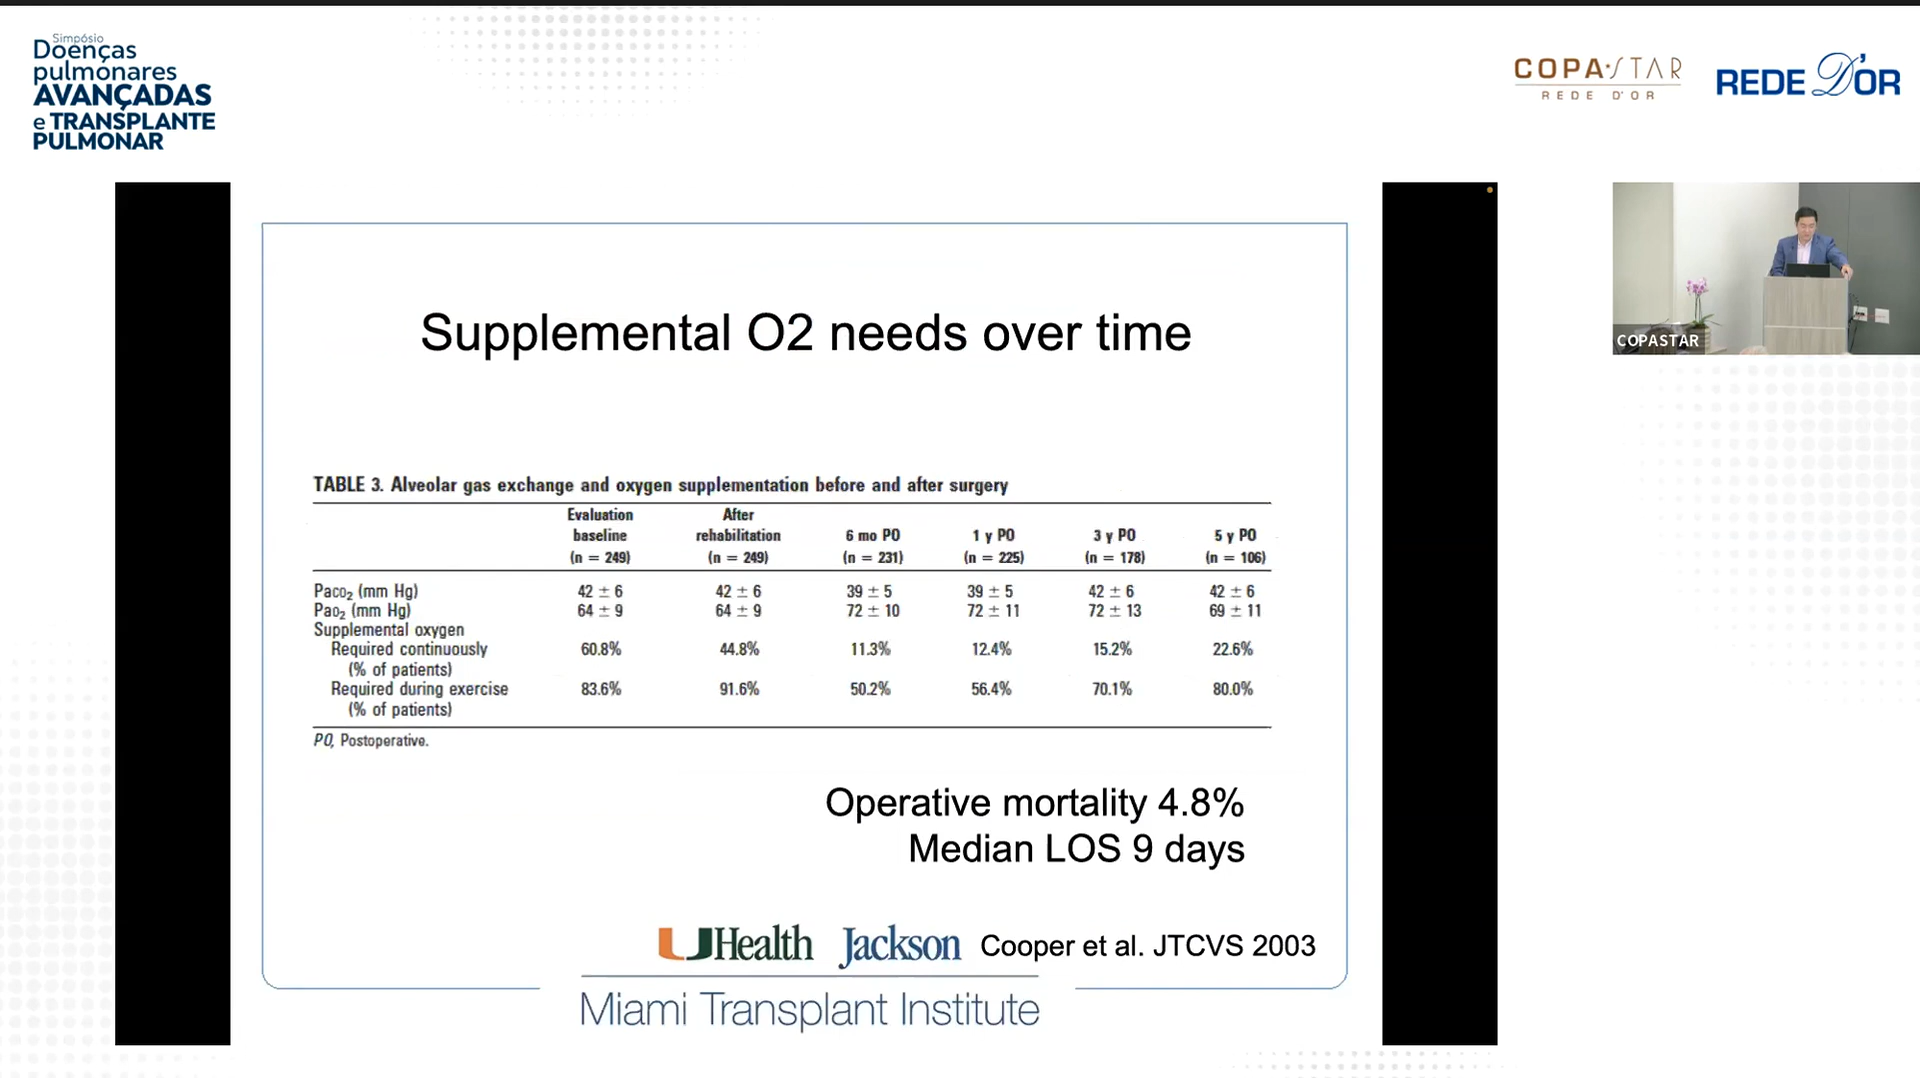 Simpósio
Doenças
pulmonares
AVANÇADAS
e TRANSPLANTE
PULMONAR
COPA STAR
REDE D'OR
REDE D'OR
COPASTAR
Supplemental O2 needs over time
TABLE 3. Alveolar gas exchange and oxygen supplementation before and after surgery
Evaluation baseline (n = 249) After rehabilitation (n = 249) 6 mo PO (n = 231) 1 y PO (n = 225) 3 y PO (n = 178) 5 y PO (n = 106)
Paco₂ (mm Hg) 42 ± 6 42 ± 6 39 ± 5 39 ± 5 42 ± 6 42 ± 6
Pao₂ (mm Hg) 64 ± 9 64 ± 9 72 ± 10 72 ± 11 72 ± 13 69 ± 11
Supplemental oxygen
Required continuously 60.8% 44.8% 11.3% 12.4% 15.2% 22.6%
(% of patients)
Required during exercise 83.6% 91.6% 50.2% 56.4% 70.1% 80.0%
(% of patients)
PO, Postoperative.
Operative mortality 4.8%
Median LOS 9 days
UHealth Jackson Cooper et al. JTCVS 2003
Miami Transplant Institute